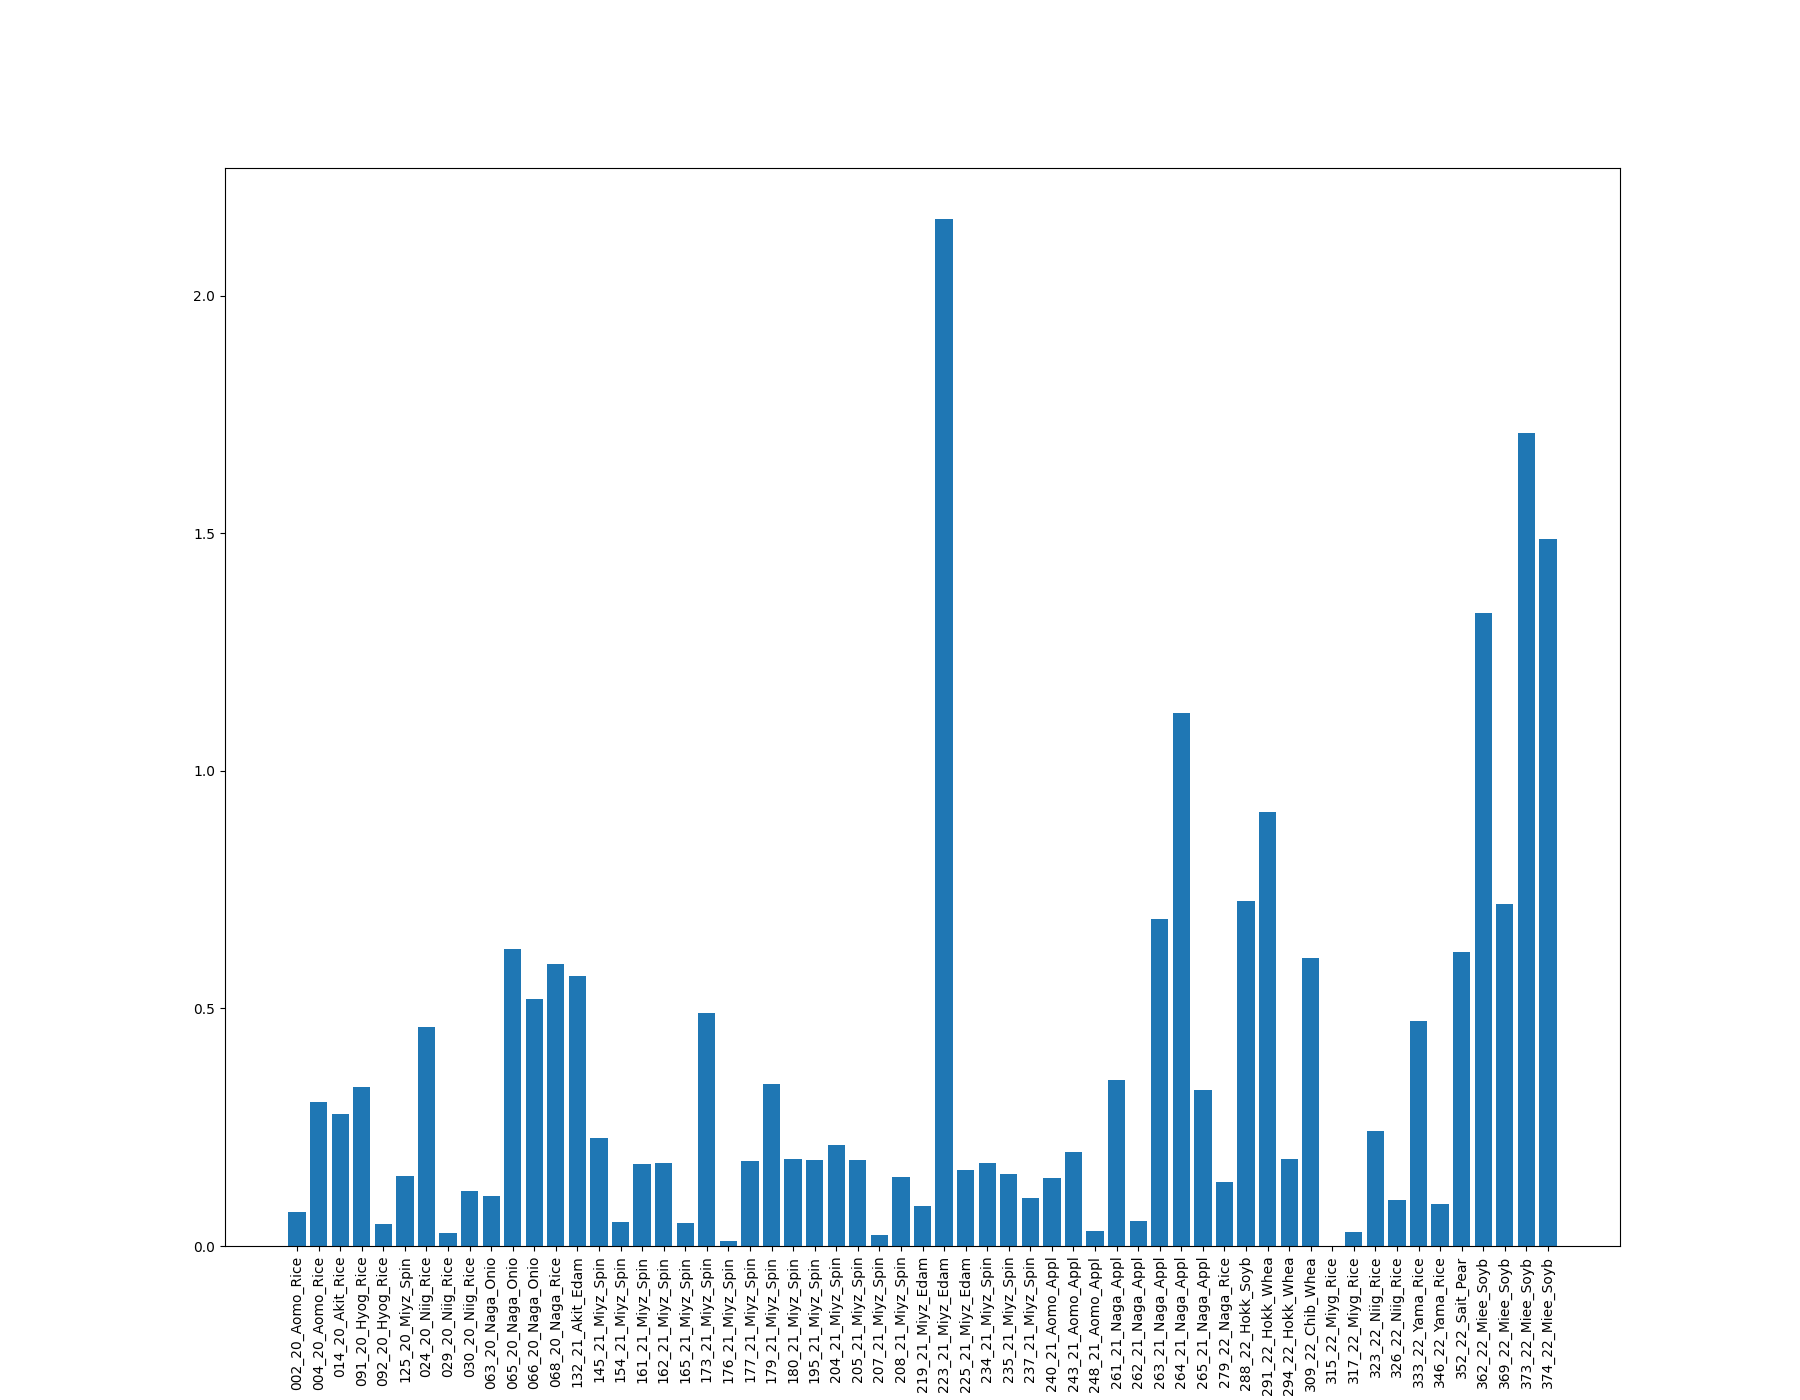 2.0
1.5
1.0
0.5
0.0
002_20_Aomo_Rice
004_20_Aomo_Rice
014_20_Akit_Rice
091_20_Hyog_Rice
092_20_Hyog_Rice
125_20_Miyz_Spin
024_20_Niig_Rice
029_20_Niig_Rice
030_20_Niig_Rice
063_20_Naga_Onio
065_20_Naga_Onio
066_20_Naga_Onio
068_20_Naga_Rice
132_21_Akit_Edam
145_21_Miyz_Spin
154_21_Miyz_Spin
161_21_Miyz_Spin
162_21_Miyz_Spin
165_21_Miyz_Spin
173_21_Miyz_Spin
176_21_Miyz_Spin
177_21_Miyz_Spin
179_21_Miyz_Spin
180_21_Miyz_Spin
195_21_Miyz_Spin
204_21_Miyz_Spin
205_21_Miyz_Spin
207_21_Miyz_Spin
208_21_Miyz_Spin
219_21_Miyz_Edam
223_21_Miyz_Edam
225_21_Miyz_Edam
234_21_Miyz_Spin
235_21_Miyz_Spin
237_21_Miyz_Spin
240_21_Aomo_Appl
243_21_Aomo_Appl
248_21_Aomo_Appl
261_21_Naga_Appl
262_21_Naga_Appl
263_21_Naga_Appl
264_21_Naga_Appl
265_21_Naga_Appl
279_22_Naga_Rice
288_22_Hokk_Soyb
291_22_Hokk_Whea
294_22_Hokk_Whea
309_22_Chib_Whea
315_22_Miyg_Rice
317_22_Miyg_Rice
323_22_Niig_Rice
326_22_Niig_Rice
333_22_Yama_Rice
346_22_Yama_Rice
352_22_Sait_Pear
362_22_Miee_Soyb
369_22_Miee_Soyb
373_22_Miee_Soyb
374_22_Miee_Soyb